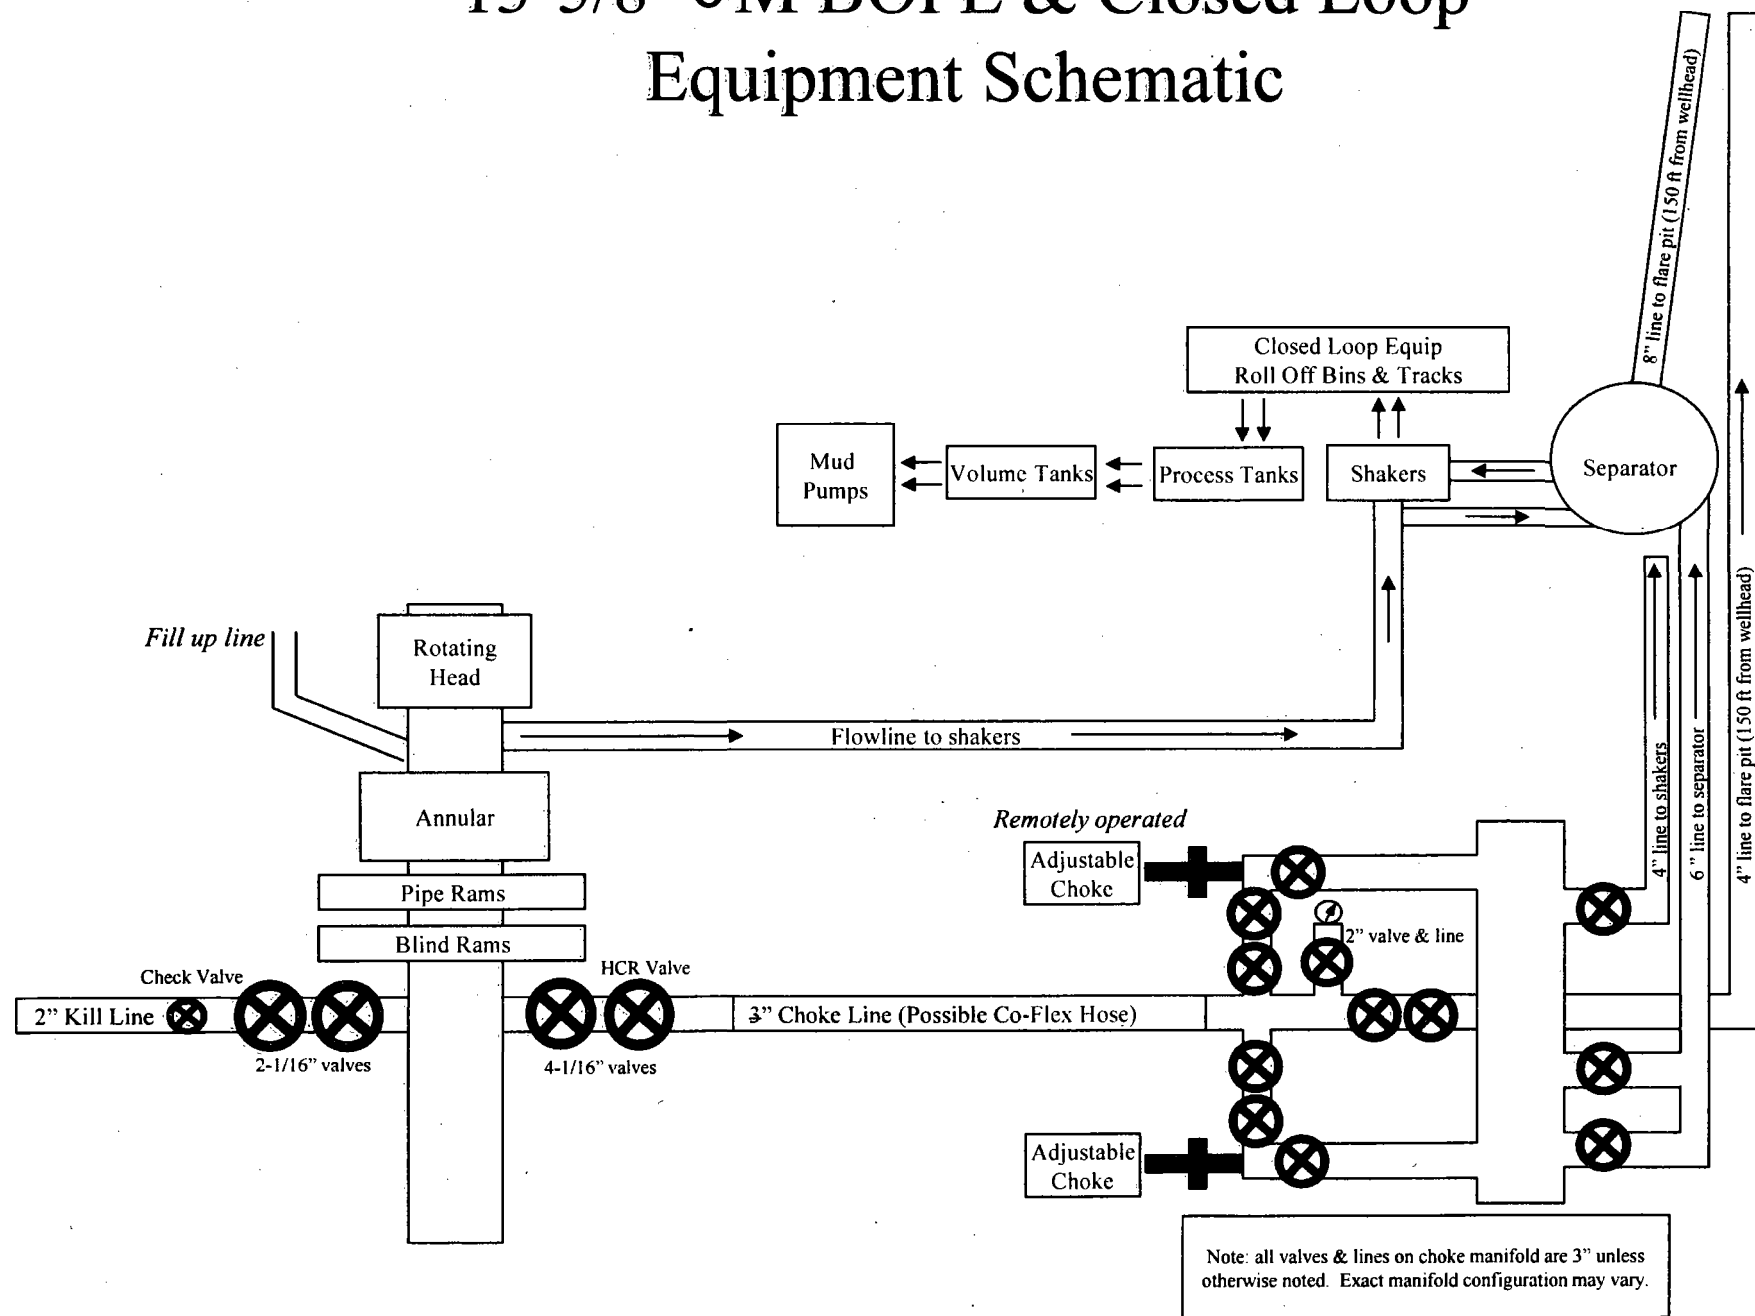 BOPE & Closed Loop
Equipment Schematic
8” line to flare pit (150 ft from wellhead)
Closed Loop Equip
Roll Off Bins & Tracks
Mud
Pumps
Volume Tanks
Process Tanks
Shakers
Separator
Fill up line
Rotating
Head
Flowline to shakers
4” line to shakers
6” line to separator
4” line to flare pit (150 ft from wellhead)
Annular
Remotely operated
Adjustable
Choke
Pipe Rams
2” valve & line
Blind Rams
Check Valve
HCR Valve
2” Kill Line
3” Choke Line (Possible Co-Flex Hose)
2-1/16” valves
4-1/16” valves
Adjustable
Choke
Note: all valves & lines on choke manifold are 3” unless
otherwise noted. Exact manifold configuration may vary.